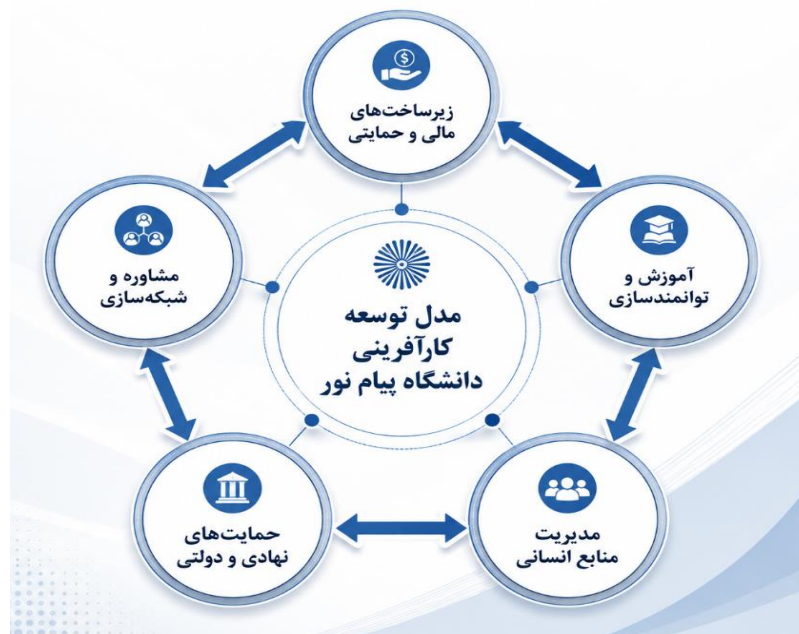 زیرساخت‌های
مالی و حمایتی
آموزش و
توانمندسازی
مشاوره و
شبکه‌سازی
مدل توسعه
کارآفرینی
دانشگاه پیام نور
مدیریت
منابع انسانی
حمایت‌های
نهادی و دولتی